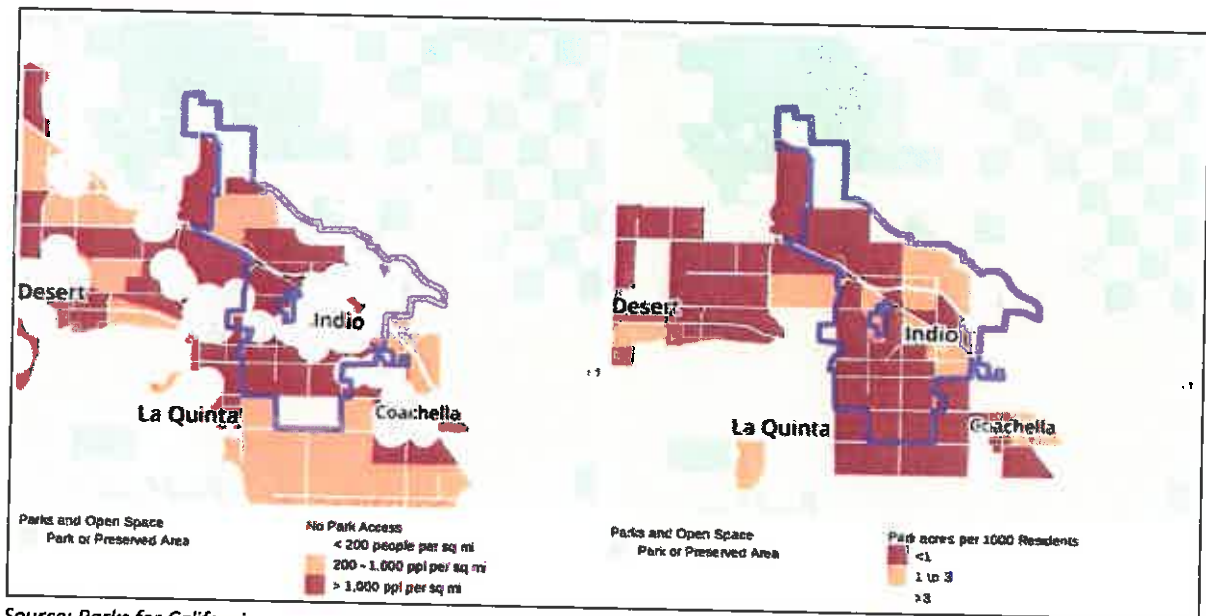 Desert
Indio
La Quinta
Coachella
Parks and Open Space
Park or Preserved Area
No Park Access
< 200 people per sq mi
200 - 1,000 ppl per sq mi
> 1,000 ppl per sq mi
Desert
Indio
La Quinta
Coachella
Parks and Open Space
Park or Preserved Area
Park acres per 1000 Residents
<1
1 to 3
>3
Source: Parks for